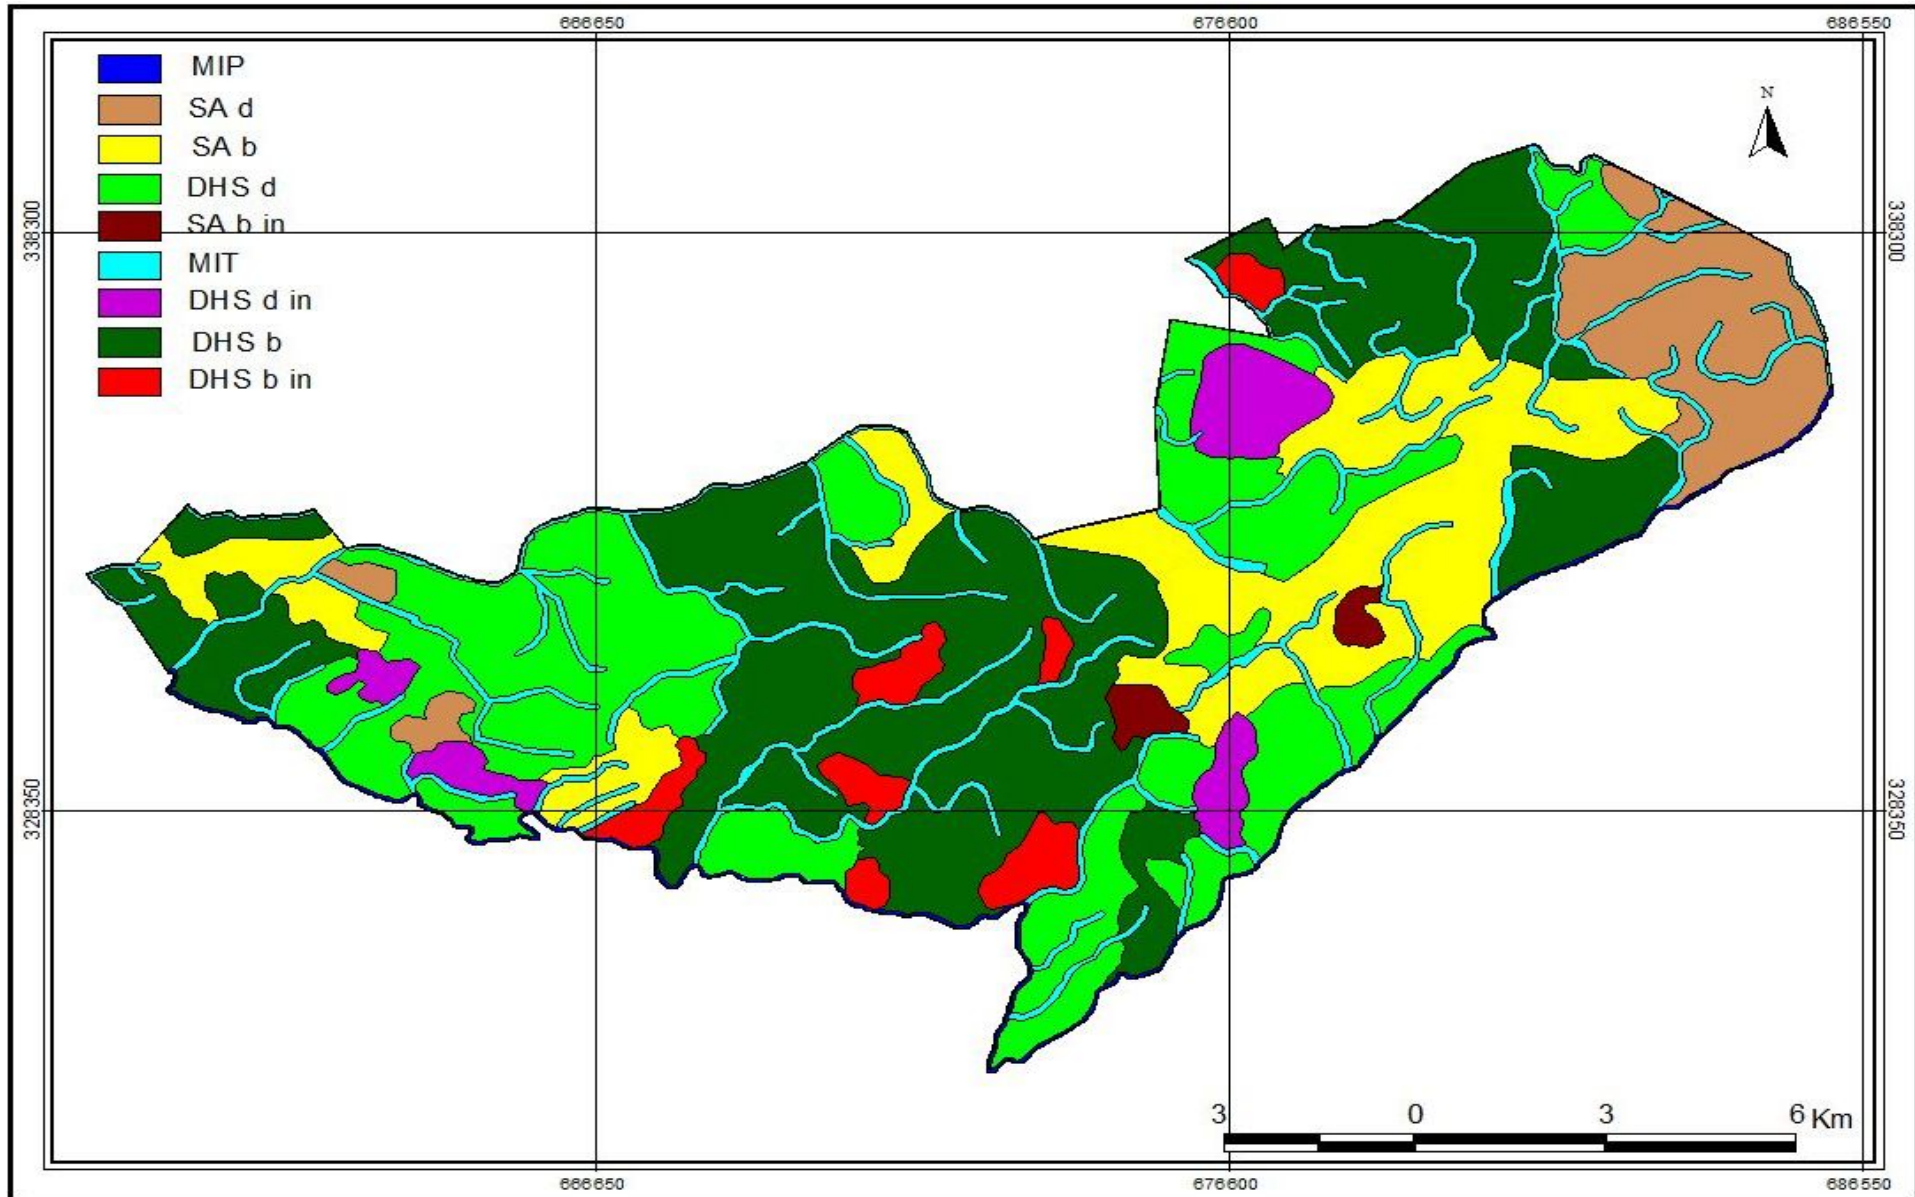 666650 676600 686550
MIP
SA d
SA b
DHS d
SA b in
MIT
DHS d in
DHS b
DHS b in
N
338300 338300
328350 328350
3 0 3 6 Km
666650 676600 686550